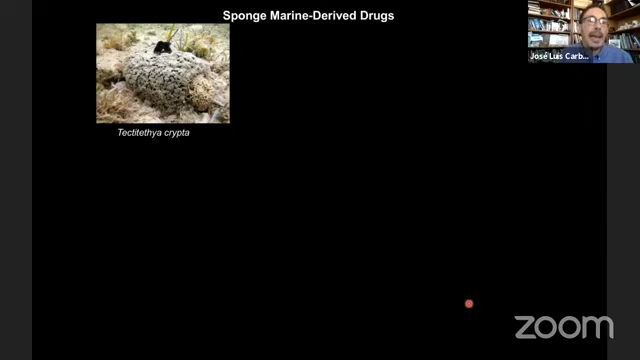 Sponge Marine-Derived Drugs
José Luis Carb...
Tectitethya crypta
zoom